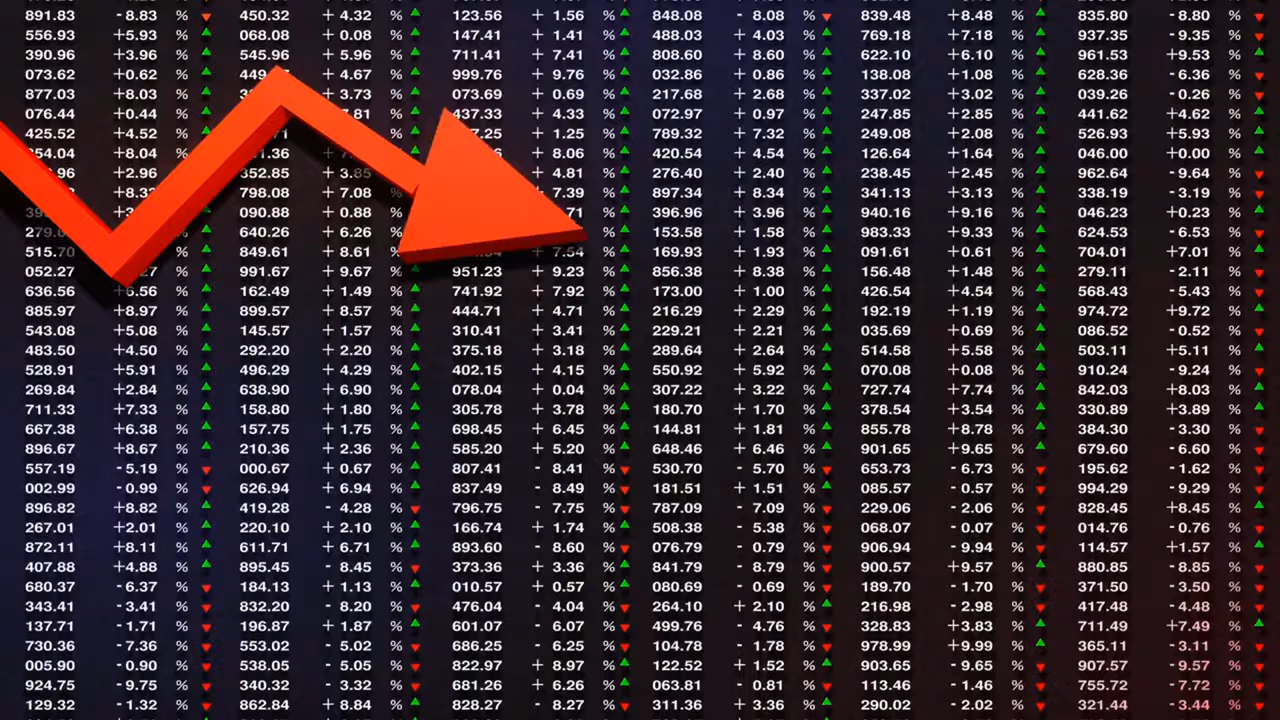 891.83 -8.83 % 450.32 + 4.32 % 123.56 + 1.56 % 848.08 - 8.08 % 839.48 +8.48 % 835.80 -8.80 %
556.93 +5.93 % 068.08 + 0.08 % 147.41 + 1.41 % 488.03 + 4.03 % 769.18 +7.18 % 937.35 -9.35 %
390.96 +3.96 % 545.96 + 5.96 % 711.41 + 7.41 % 808.60 + 8.60 % 622.10 +6.10 % 961.53 +9.53 %
073.62 +0.62 % + 4.67 % 999.76 + 9.76 % 032.86 + 0.86 % 138.08 +1.08 % 628.36 -6.36 %
877.03 +8.03 % + 3.73 % 073.69 + 0.69 % 217.68 + 2.68 % 337.02 +3.02 % 039.26 -0.26 %
076.44 +0.44 % % 437.33 + 4.33 % 072.97 + 0.97 % 247.85 +2.85 % 441.62 +4.62 %
425.52 +4.52 % % + 1.25 % 789.32 + 7.32 % 249.08 +2.08 % 526.93 +5.93 %
+8.04 % % + 8.06 % 420.54 + 4.54 % 126.64 +1.64 % 046.00 +0.00 %
+2.96 % 352.85 + 3.85 + 4.81 % 276.40 + 2.40 % 238.45 +2.45 % 962.64 -9.64 %
% 798.08 + 7.08 % 7.39 % 897.34 + 8.34 % 341.13 +3.13 % 338.19 -3.19 %
% 090.88 + 0.88 % % 396.96 + 3.96 % 940.16 +9.16 % 046.23 +0.23 %
% 640.26 + 6.26 % % 153.58 + 1.58 % 983.33 +9.33 % 624.53 -6.53 %
515.70 % 849.61 + 8.61 % + 7.54 % 169.93 + 1.93 % 091.61 +0.61 % 704.01 +7.01 %
052.27 % 991.67 + 9.67 % 951.23 + 9.23 % 856.38 + 8.38 % 156.48 +1.48 % 279.11 -2.11 %
636.56 +6.56 % 162.49 + 1.49 % 741.92 + 7.92 % 173.00 + 1.00 % 426.54 +4.54 % 568.43 -5.43 %
885.97 +8.97 % 899.57 + 8.57 % 444.71 + 4.71 % 216.29 + 2.29 % 192.19 +1.19 % 974.72 +9.72 %
543.08 +5.08 % 145.57 + 1.57 % 310.41 + 3.41 % 229.21 + 2.21 % 035.69 +0.69 % 086.52 -0.52 %
483.50 +4.50 % 292.20 + 2.20 % 375.18 + 3.18 % 289.64 + 2.64 % 514.58 +5.58 % 503.11 +5.11 %
528.91 +5.91 % 496.29 + 4.29 % 402.15 + 4.15 % 550.92 + 5.92 % 070.08 +0.08 % 910.24 -9.24 %
269.84 +2.84 % 638.90 + 6.90 % 078.04 + 0.04 % 307.22 + 3.22 % 727.74 +7.74 % 842.03 +8.03 %
711.33 +7.33 % 158.80 + 1.80 % 305.78 + 3.78 % 180.70 + 1.70 % 378.54 +3.54 % 330.89 +3.89 %
667.38 +6.38 % 157.75 + 1.75 % 698.45 + 6.45 % 144.81 + 1.81 % 855.78 +8.78 % 384.30 -3.30 %
896.67 +8.67 % 210.36 + 2.36 % 585.20 + 5.20 % 648.46 + 6.46 % 901.65 +9.65 % 679.60 -6.60 %
557.19 -5.19 % 000.67 + 0.67 % 807.41 - 8.41 % 530.70 - 5.70 % 653.73 -6.73 % 195.62 -1.62 %
002.99 -0.99 % 626.94 + 6.94 % 837.49 - 8.49 % 181.51 + 1.51 % 085.57 -0.57 % 994.29 -9.29 %
896.82 +8.82 % 419.28 - 4.28 % 796.75 - 7.75 % 787.09 - 7.09 % 229.06 -2.06 % 828.45 +8.45 %
267.01 +2.01 % 220.10 + 2.10 % 166.74 + 1.74 % 508.38 - 5.38 % 068.07 -0.07 % 014.76 -0.76 %
872.11 +8.11 % 611.71 + 6.71 % 893.60 - 8.60 % 076.79 - 0.79 % 906.94 -9.94 % 114.57 +1.57 %
407.88 +4.88 % 895.45 - 8.45 % 373.36 + 3.36 % 841.79 - 8.79 % 900.57 +9.57 % 880.85 -8.85 %
680.37 -6.37 % 184.13 + 1.13 % 010.57 + 0.57 % 080.69 - 0.69 % 189.70 -1.70 % 371.50 -3.50 %
343.41 -3.41 % 832.20 - 8.20 % 476.04 - 4.04 % 264.10 + 2.10 % 216.98 -2.98 % 417.48 -4.48 %
137.71 -1.71 % 196.87 + 1.87 % 601.07 - 6.07 % 499.76 - 4.76 % 328.83 +3.83 % 711.49 +7.49 %
730.36 -7.36 % 553.02 - 5.02 % 686.25 - 6.25 % 104.78 - 1.78 % 978.99 +9.99 % 365.11 -3.11 %
005.90 -0.90 % 538.05 - 5.05 % 822.97 + 8.97 % 122.52 + 1.52 % 903.65 -9.65 % 907.57 -9.57 %
924.75 -9.75 % 340.32 - 3.32 % 681.26 + 6.26 % 063.81 - 0.81 % 113.46 -1.46 % 755.72 -7.72 %
129.32 -1.32 % 862.84 + 8.84 % 828.27 - 8.27 % 311.36 + 3.36 % 290.02 -2.02 % 321.44 -3.44 %